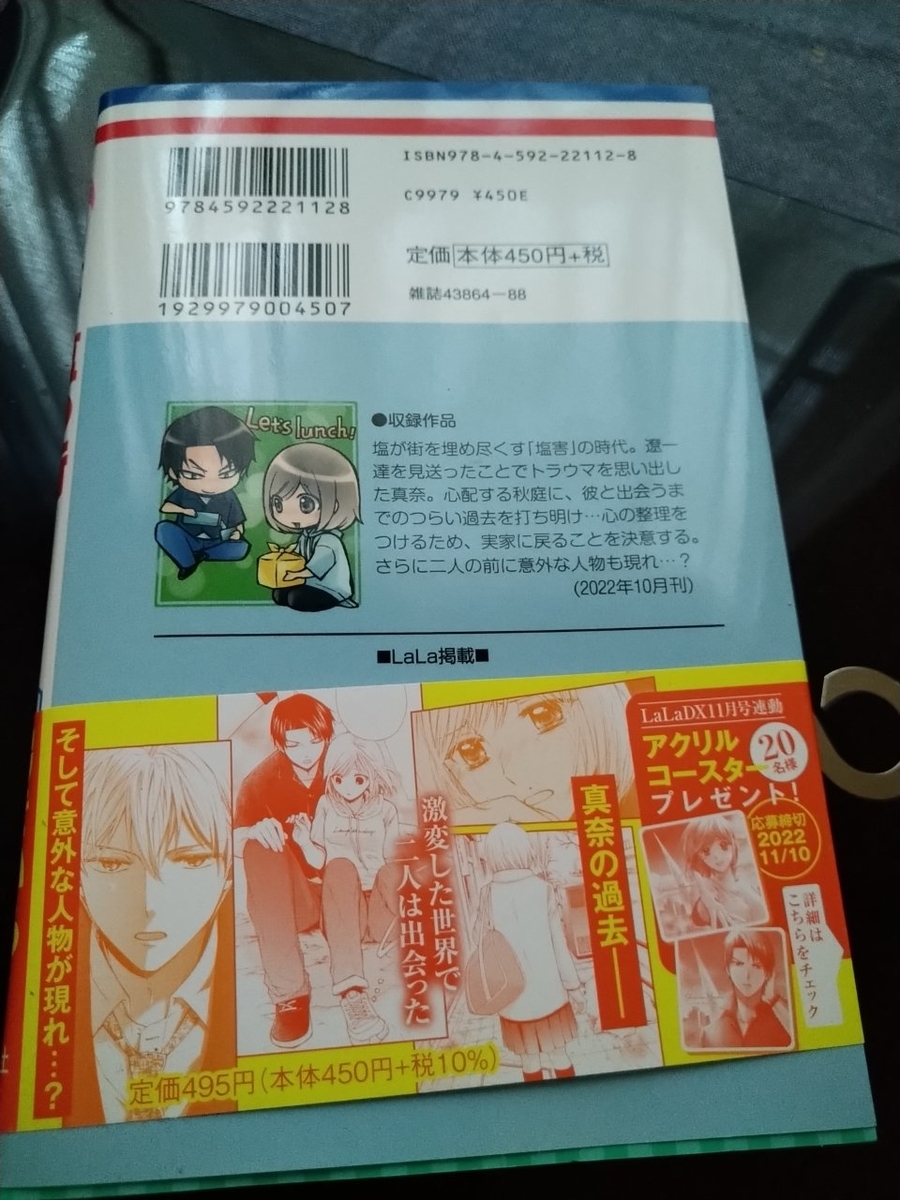 ISBN978-4-592-22112-8
9784592221128
C9979 ¥450E
定価本体450円+税
1929979004507
雑誌43864-88
Let's lunch!
●収録作品
塩が街を埋め尽くす「塩害」の時代。遼一
達を見送ったことでトラウマを思い出し
た真奈。心配する秋庭に、彼と出会うま
でのつらい過去を打ち明け…心の整理を
つけるため、実家に戻ることを決意する。
さらに二人の前に意外な人物も現れ…?
(2022年10月刊)
■LaLa掲載■
LaLaDX11月号連動
アクリル
コースター
プレゼント!
20
名様
応募締切
2022
11/10
詳細は
こちらをチェック
真奈の過去――
激変した世界で
二人は出会った
そして意外な人物が現れ…?
定価495円(本体450円+税10%)